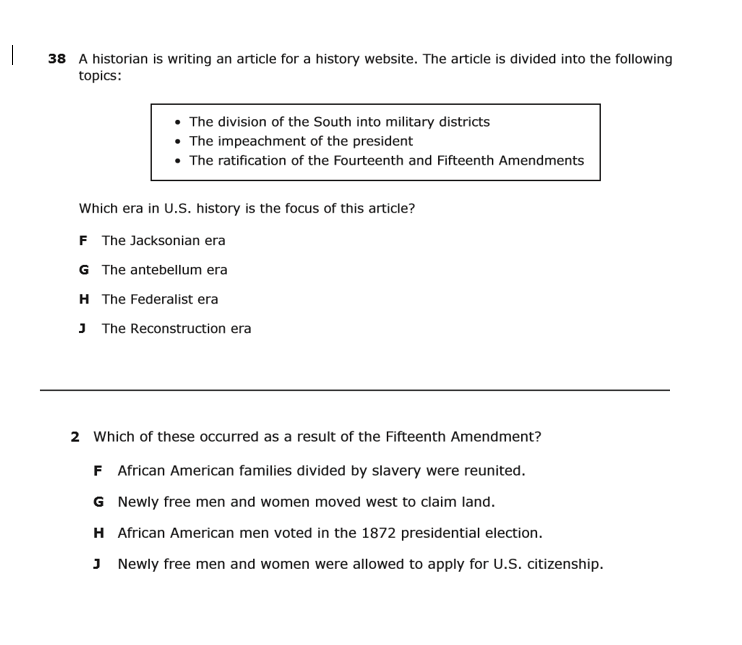 38 A historian is writing an article for a history website. The article is divided into the following
topics:
• The division of the South into military districts
• The impeachment of the president
• The ratification of the Fourteenth and Fifteenth Amendments
Which era in U.S. history is the focus of this article?
F The Jacksonian era
G The antebellum era
H The Federalist era
J The Reconstruction era
2 Which of these occurred as a result of the Fifteenth Amendment?
F African American families divided by slavery were reunited.
G Newly free men and women moved west to claim land.
H African American men voted in the 1872 presidential election.
J Newly free men and women were allowed to apply for U.S. citizenship.